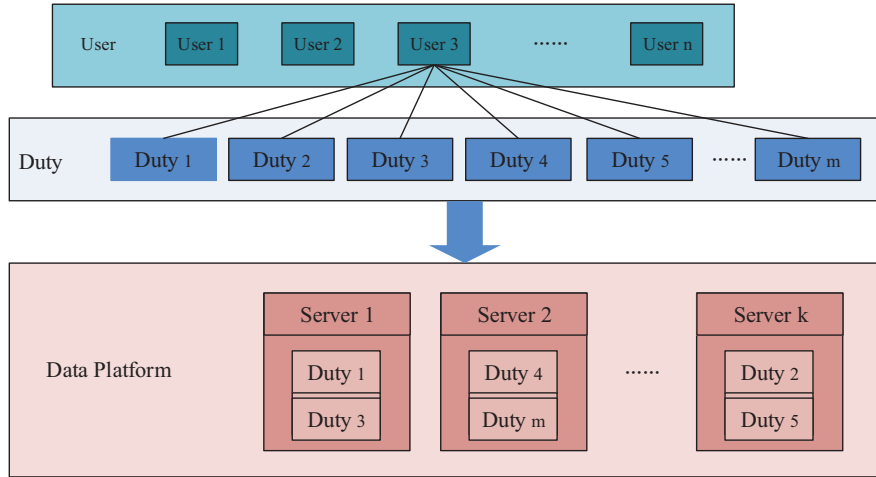 User User 1 User 2 User 3 ...... User n
Duty Duty 1 Duty 2 Duty 3 Duty 4 Duty 5 ...... Duty m
Server 1 Server 2 Server k
Data Platform ......
Duty 1 Duty 4 Duty 2
Duty 3 Duty m Duty 5